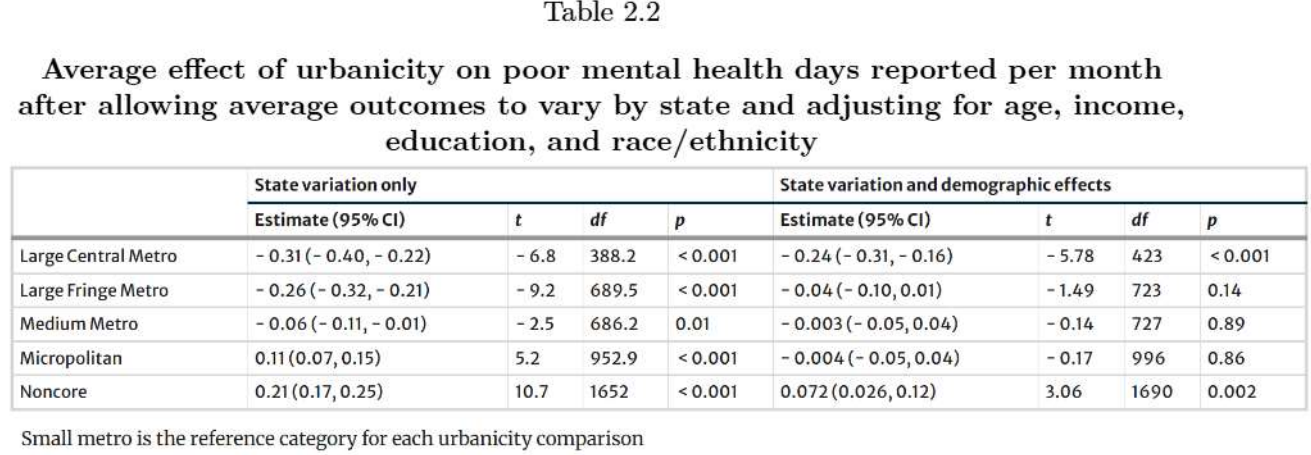 Table 2.2
Average effect of urbanicity on poor mental health days reported per month
after allowing average outcomes to vary by state and adjusting for age, income,
education, and race/ethnicity
State variation only State variation and demographic effects
Estimate (95% CI) t df p Estimate (95% CI) t df p
Large Central Metro - 0.31 (- 0.40, - 0.22) - 6.8 388.2 < 0.001 - 0.24 (- 0.31, - 0.16) - 5.78 423 < 0.001
Large Fringe Metro - 0.26 (- 0.32, - 0.21) - 9.2 689.5 < 0.001 - 0.04 (- 0.10, 0.01) - 1.49 723 0.14
Medium Metro - 0.06 (- 0.11, - 0.01) - 2.5 686.2 0.01 - 0.003 (- 0.05, 0.04) - 0.14 727 0.89
Micropolitan 0.11 (0.07, 0.15) 5.2 952.9 < 0.001 - 0.004 (- 0.05, 0.04) - 0.17 996 0.86
Noncore 0.21 (0.17, 0.25) 10.7 1652 < 0.001 0.072 (0.026, 0.12) 3.06 1690 0.002
Small metro is the reference category for each urbanicity comparison